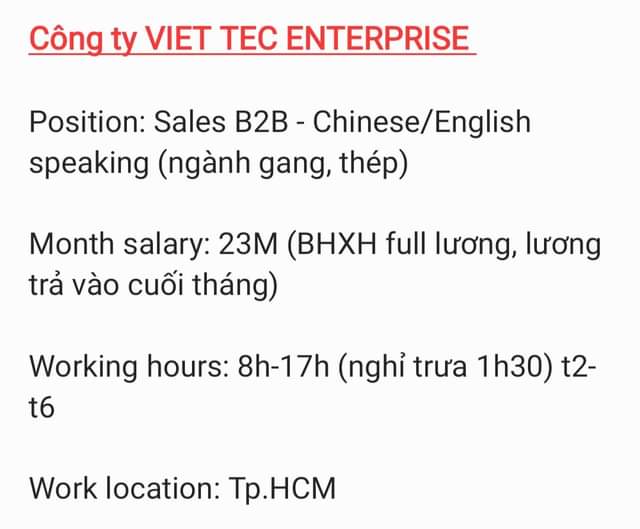 Công ty VIET TEC ENTERPRISE
Position: Sales B2B - Chinese/English
speaking (ngành gang, thép)
Month salary: 23M (BHXH full lương, lương
trả vào cuối tháng)
Working hours: 8h-17h (nghỉ trưa 1h30) t2-
t6
Work location: Tp.HCM